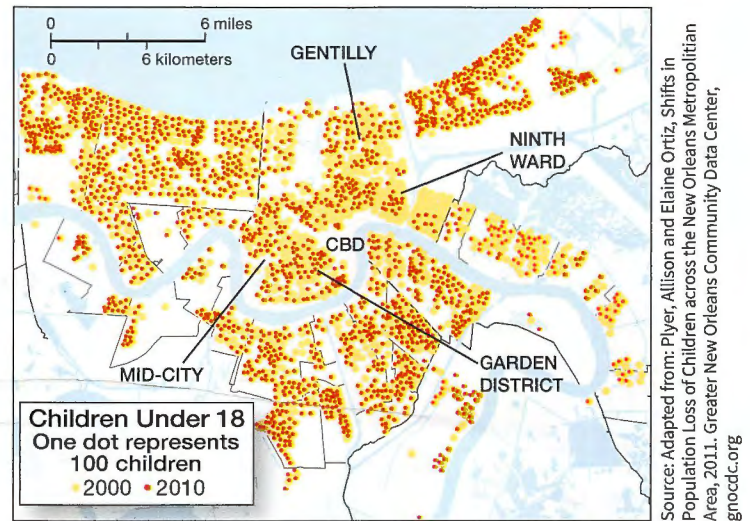 0 6 miles
0 6 kilometers
GENTILLY
NINTH
WARD
CBD
MID-CITY
GARDEN
DISTRICT
Children Under 18
One dot represents
100 children
2000 2010
Source: Adapted from: Plyer, Allison and Elaine Ortiz, Shifts in
Population Loss of Children across the New Orleans Metropolitan
Area, 2011. Greater New Orleans Community Data Center,
gnocdc.org